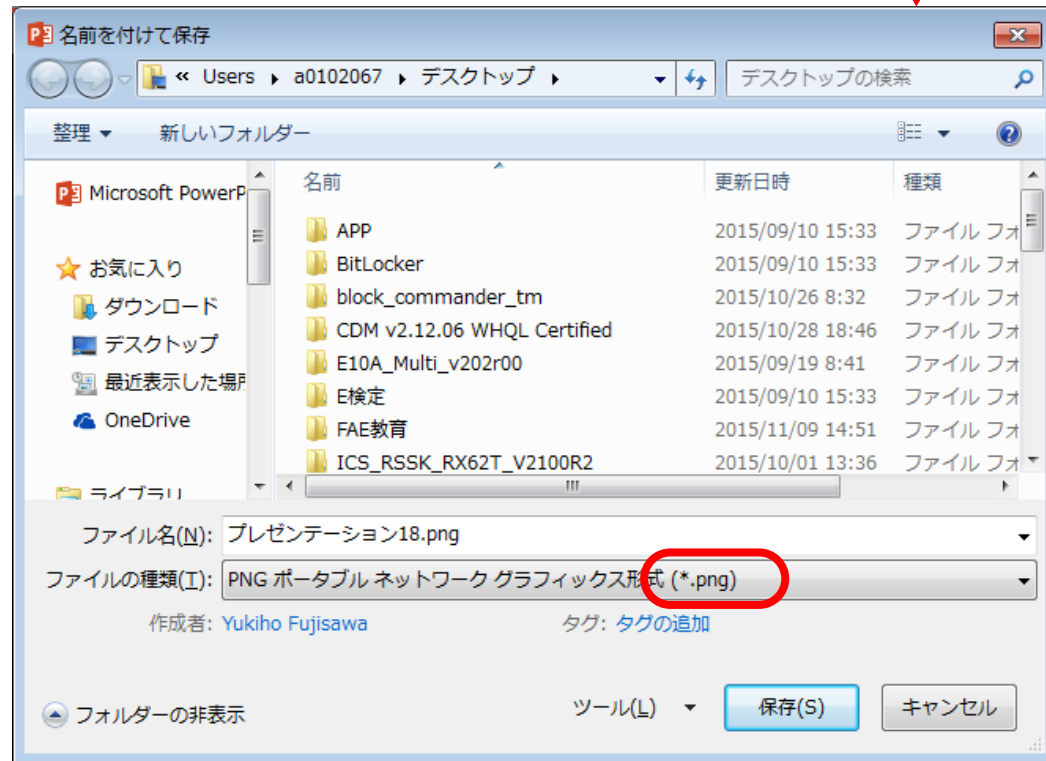 名前を付けて保存
« Users ▸ a0102067 ▸ デスクトップ ▸
デスクトップの検索
整理 ▼ 新しいフォルダー
Microsoft PowerP
お気に入り
ダウンロード
デスクトップ
最近表示した場所
OneDrive
ライブラリ
名前 更新日時 種類
APP 2015/09/10 15:33 ファイル フォ
BitLocker 2015/09/10 15:33 ファイル フォ
block_commander_tm 2015/10/26 8:32 ファイル フォ
CDM v2.12.06 WHQL Certified 2015/10/28 18:46 ファイル フォ
E10A_Multi_v202r00 2015/09/19 8:41 ファイル フォ
E検定 2015/09/10 15:33 ファイル フォ
FAE教育 2015/11/09 14:51 ファイル フォ
ICS_RSSK_RX62T_V2100R2 2015/10/01 13:36 ファイル フォ
ファイル名(N): プレゼンテーション18.png
ファイルの種類(T): PNG ポータブル ネットワーク グラフィックス形式 (*.png)
作成者: Yukiho Fujisawa タグ: タグの追加
フォルダーの非表示 ツール(L) ▼ 保存(S) キャンセル